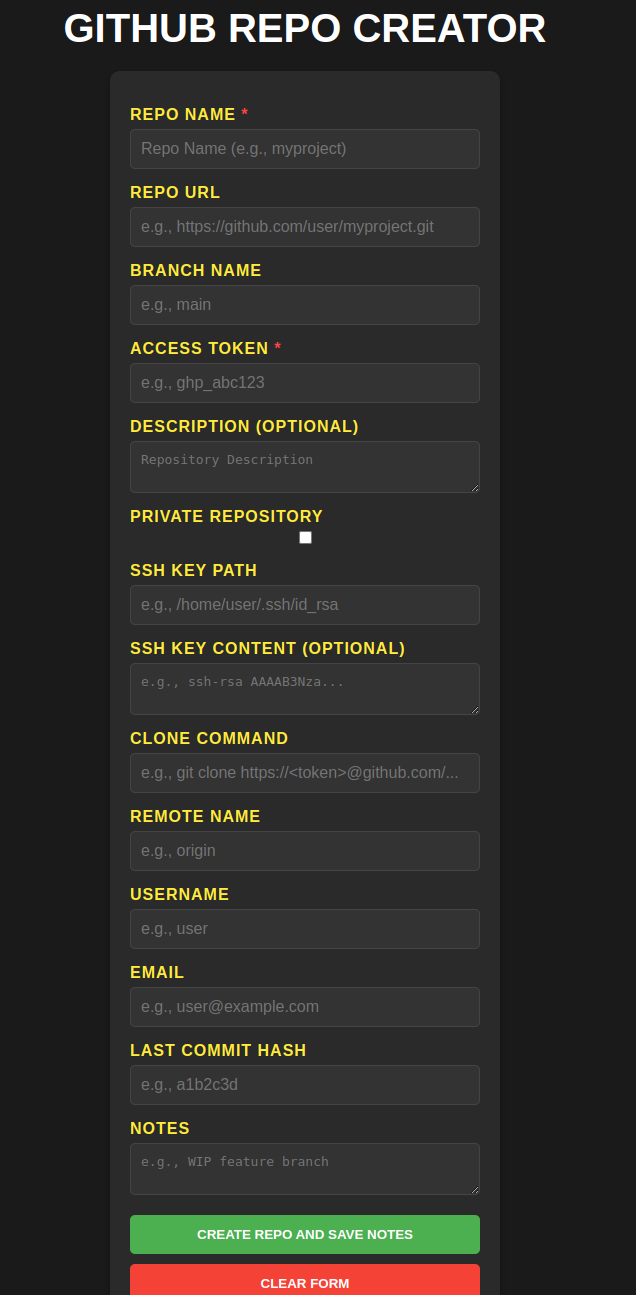 GITHUB REPO CREATOR
REPO NAME *
Repo Name (e.g., myproject)
REPO URL
e.g., https://github.com/user/myproject.git
BRANCH NAME
e.g., main
ACCESS TOKEN *
e.g., ghp_abc123
DESCRIPTION (OPTIONAL)
Repository Description
PRIVATE REPOSITORY
SSH KEY PATH
e.g., /home/user/.ssh/id_rsa
SSH KEY CONTENT (OPTIONAL)
e.g., ssh-rsa AAAAB3Nza...
CLONE COMMAND
e.g., git clone https://<token>@github.com/...
REMOTE NAME
e.g., origin
USERNAME
e.g., user
EMAIL
e.g., user@example.com
LAST COMMIT HASH
e.g., a1b2c3d
NOTES
e.g., WIP feature branch
CREATE REPO AND SAVE NOTES
CLEAR FORM